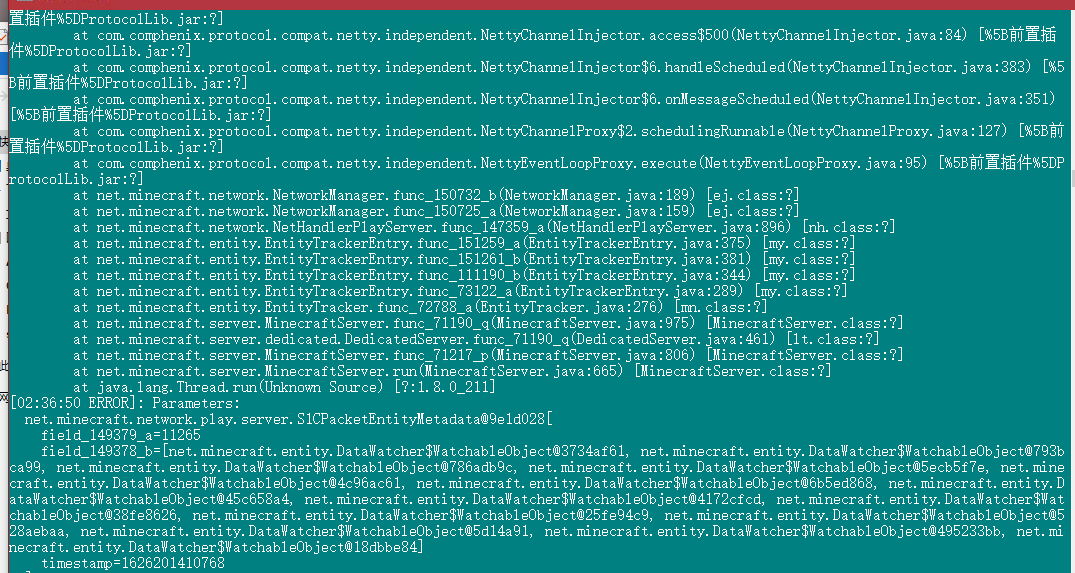 置插件%5DProtocolLib.jar:?]
at com.comphenix.protocol.compat.netty.independent.NettyChannelInjector.access$500(NettyChannelInjector.java:84) [%5B前置插
件%5DProtocolLib.jar:?]
at com.comphenix.protocol.compat.netty.independent.NettyChannelInjector$6.handleScheduled(NettyChannelInjector.java:383) [%5
B前置插件%5DProtocolLib.jar:?]
at com.comphenix.protocol.compat.netty.independent.NettyChannelInjector$6.onMessageScheduled(NettyChannelInjector.java:351)
[%5B前置插件%5DProtocolLib.jar:?]
at com.comphenix.protocol.compat.netty.independent.NettyChannelProxy$2.schedulingRunnable(NettyChannelProxy.java:127) [%5B前
置插件%5DProtocolLib.jar:?]
at com.comphenix.protocol.compat.netty.independent.NettyEventLoopProxy.execute(NettyEventLoopProxy.java:95) [%5B前置插件%5DP
rotocolLib.jar:?]
at net.minecraft.network.NetworkManager.func_150732_b(NetworkManager.java:189) [ej.class:?]
at net.minecraft.network.NetworkManager.func_150725_a(NetworkManager.java:159) [ej.class:?]
at net.minecraft.network.NetHandlerPlayServer.func_147359_a(NetHandlerPlayServer.java:896) [nh.class:?]
at net.minecraft.entity.EntityTrackerEntry.func_151259_a(EntityTrackerEntry.java:375) [my.class:?]
at net.minecraft.entity.EntityTrackerEntry.func_151261_b(EntityTrackerEntry.java:381) [my.class:?]
at net.minecraft.entity.EntityTrackerEntry.func_111190_b(EntityTrackerEntry.java:344) [my.class:?]
at net.minecraft.entity.EntityTrackerEntry.func_73122_a(EntityTrackerEntry.java:289) [my.class:?]
at net.minecraft.entity.EntityTracker.func_72788_a(EntityTracker.java:276) [mn.class:?]
at net.minecraft.server.MinecraftServer.func_71190_q(MinecraftServer.java:975) [MinecraftServer.class:?]
at net.minecraft.server.dedicated.DedicatedServer.func_71190_q(DedicatedServer.java:461) [lt.class:?]
at net.minecraft.server.MinecraftServer.func_71217_p(MinecraftServer.java:806) [MinecraftServer.class:?]
at net.minecraft.server.MinecraftServer.run(MinecraftServer.java:665) [MinecraftServer.class:?]
at java.lang.Thread.run(Unknown Source) [?:1.8.0_211]
[02:36:50 ERROR]: Parameters:
net.minecraft.network.play.server.S1CPacketEntityMetadata@9e1d028[
field_149379_a=11265
field_149378_b=[net.minecraft.entity.DataWatcher$WatchableObject@3734af61, net.minecraft.entity.DataWatcher$WatchableObject@793b
ca99, net.minecraft.entity.DataWatcher$WatchableObject@786adb9c, net.minecraft.entity.DataWatcher$WatchableObject@5ecb5f7e, net.mine
craft.entity.DataWatcher$WatchableObject@4c96ac61, net.minecraft.entity.DataWatcher$WatchableObject@6b5ed868, net.minecraft.entity.D
ataWatcher$WatchableObject@45c658a4, net.minecraft.entity.DataWatcher$WatchableObject@4172cfcd, net.minecraft.entity.DataWatcher$Wat
chableObject@38fe8626, net.minecraft.entity.DataWatcher$WatchableObject@25fe94c9, net.minecraft.entity.DataWatcher$WatchableObject@5
28aebaa, net.minecraft.entity.DataWatcher$WatchableObject@5d14a91, net.minecraft.entity.DataWatcher$WatchableObject@495233bb, net.mi
necraft.entity.DataWatcher$WatchableObject@18dbbe84]
timestamp=1626201410768